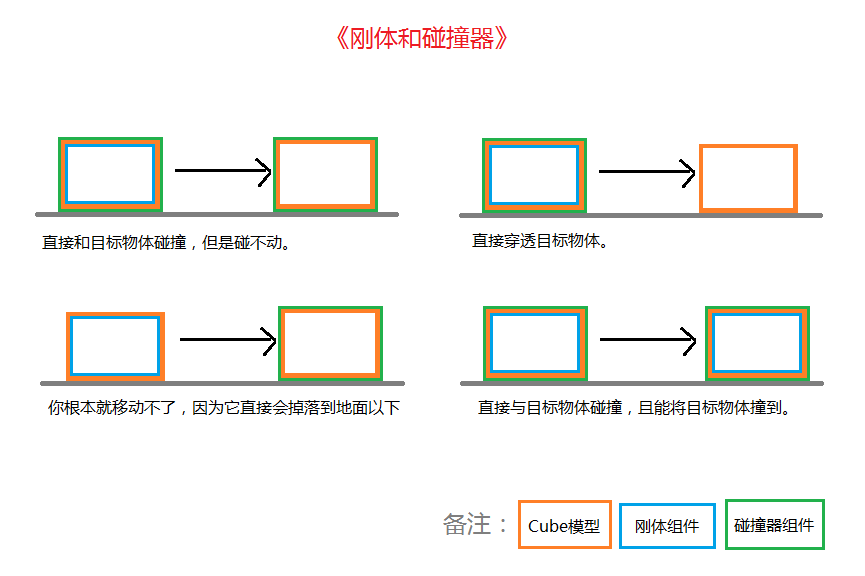 《刚体和碰撞器》
直接和目标物体碰撞，但是碰不动。
直接穿透目标物体。
你根本就移动不了，因为它直接会掉落到地面以下
直接与目标物体碰撞，且能将目标物体撞到。
备注：
Cube模型
刚体组件
碰撞器组件